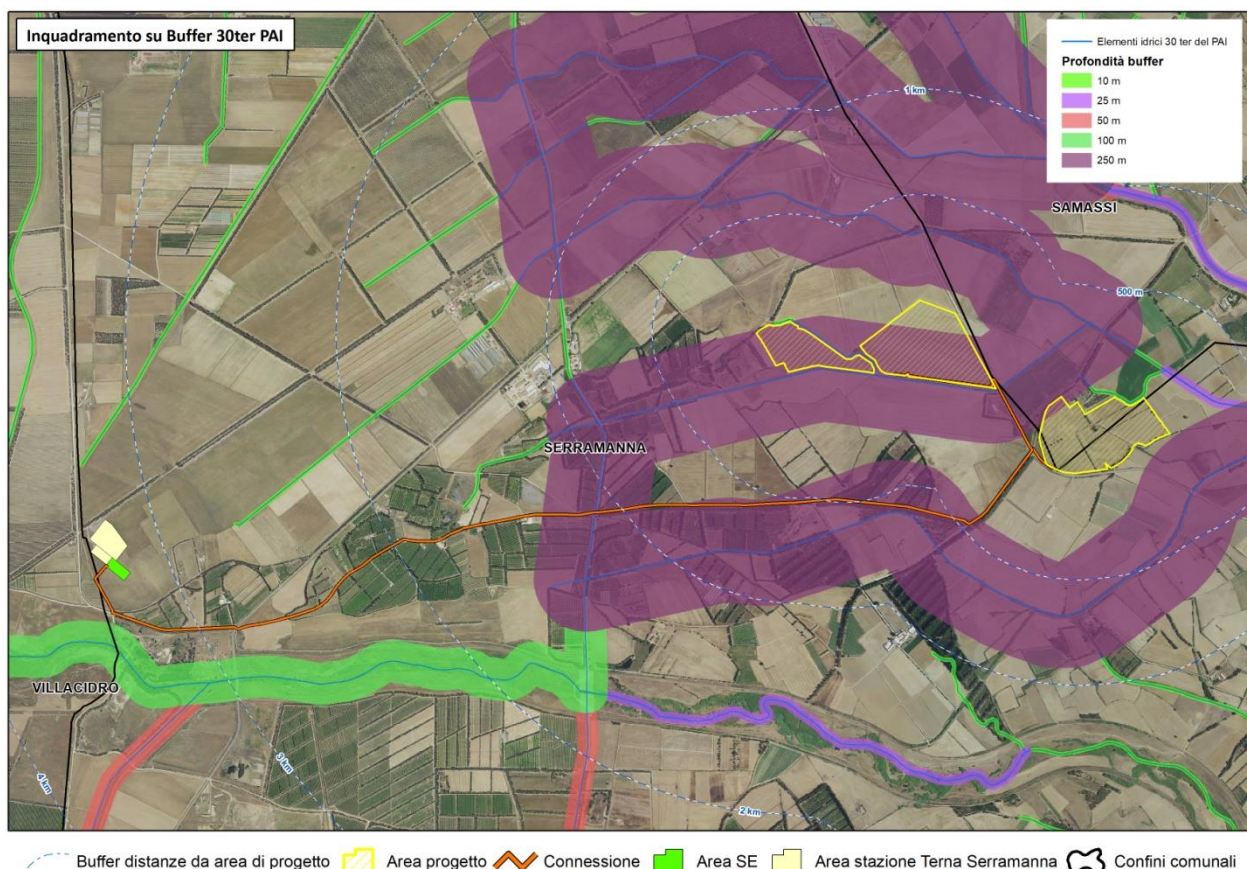 Inquadramento su Buffer 30ter PAI
Elementi idrici 30 ter del PAI
Profondità buffer
10 m
25 m
50 m
100 m
250 m
1 km
SAMASSI
500 m
SERRAMANNA
VILLACIDRO
4 km
3 km
2 km
Buffer distanze da area di progetto
Area progetto
Connessione
Area SE
Area stazione Terna Serramanna
Confini comunali